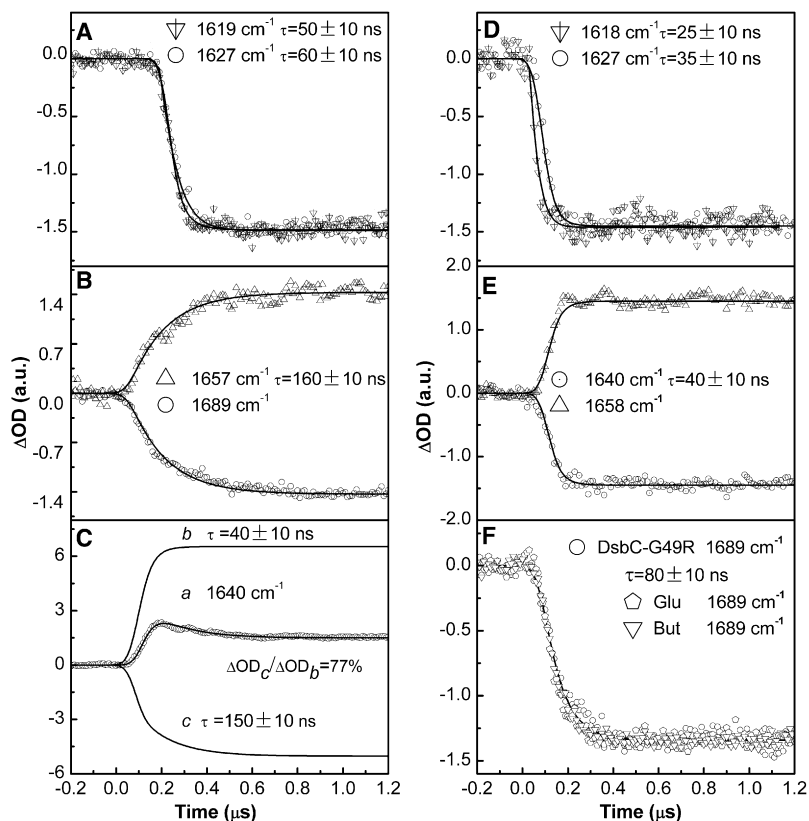 A
1619 cm-1 τ=50±10 ns
1627 cm-1 τ=60±10 ns
0.0
-0.5
-1.0
-1.5
D
1618 cm-1 τ=25±10 ns
1627 cm-1 τ=35±10 ns
0.0
-0.5
-1.0
-1.5
B
1.4
0.7
0.0
-0.7
-1.4
1657 cm-1 τ=160±10 ns
1689 cm-1
ΔOD (a.u.)
E
2.0
1.0
0.0
-1.0
-2.0
1640 cm-1 τ=40±10 ns
1658 cm-1
ΔOD (a.u.)
C
6
3
0
-3
-6
b τ=40±10 ns
a 1640 cm-1
ΔODc/ΔODb=77%
c τ=150±10 ns
-0.2 0.0 0.2 0.4 0.6 0.8 1.0 1.2
Time (μs)
F
0.0
-0.5
-1.0
-1.5
DsbC-G49R 1689 cm-1
τ=80±10 ns
Glu 1689 cm-1
But 1689 cm-1
-0.2 0.0 0.2 0.4 0.6 0.8 1.0 1.2
Time (μs)